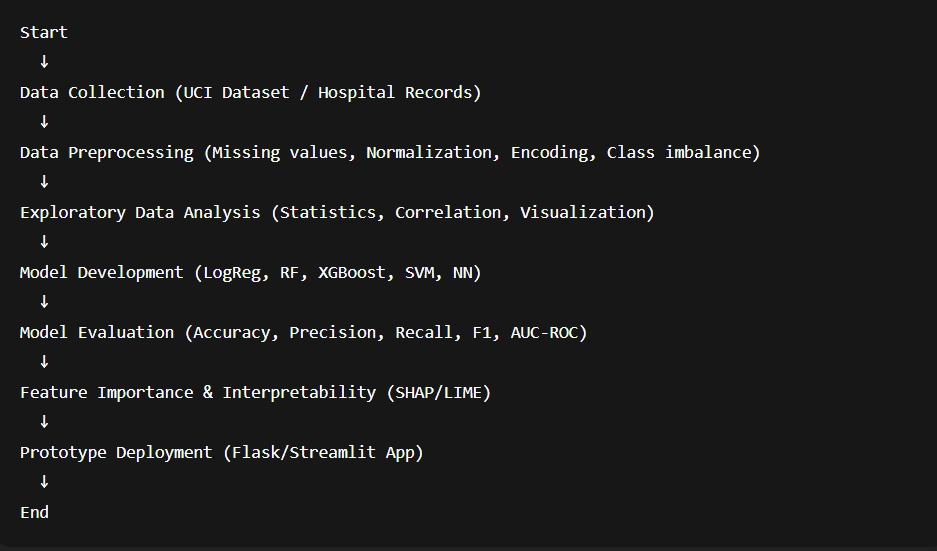 Start
↓
Data Collection (UCI Dataset / Hospital Records)
↓
Data Preprocessing (Missing values, Normalization, Encoding, Class imbalance)
↓
Exploratory Data Analysis (Statistics, Correlation, Visualization)
↓
Model Development (LogReg, RF, XGBoost, SVM, NN)
↓
Model Evaluation (Accuracy, Precision, Recall, F1, AUC-ROC)
↓
Feature Importance & Interpretability (SHAP/LIME)
↓
Prototype Deployment (Flask/Streamlit App)
↓
End